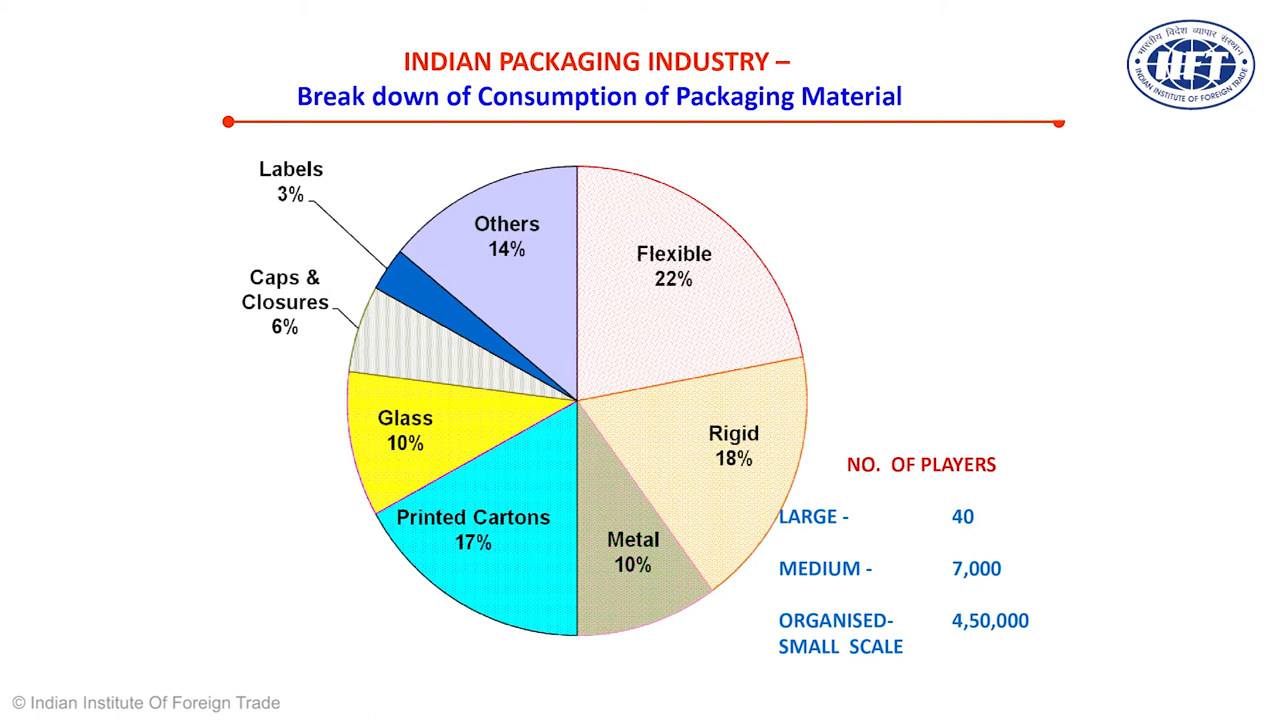 INDIAN PACKAGING INDUSTRY –
Break down of Consumption of Packaging Material
भारतीय विदेश व्यापार संस्थान
IIFT
INDIAN INSTITUTE OF FOREIGN TRADE
Labels
3%
Others
14%
Flexible
22%
Caps &
Closures
6%
Glass
10%
Rigid
18%
Printed Cartons
17%
Metal
10%
NO. OF PLAYERS
LARGE - 40
MEDIUM - 7,000
ORGANISED- 4,50,000
SMALL SCALE
© Indian Institute Of Foreign Trade